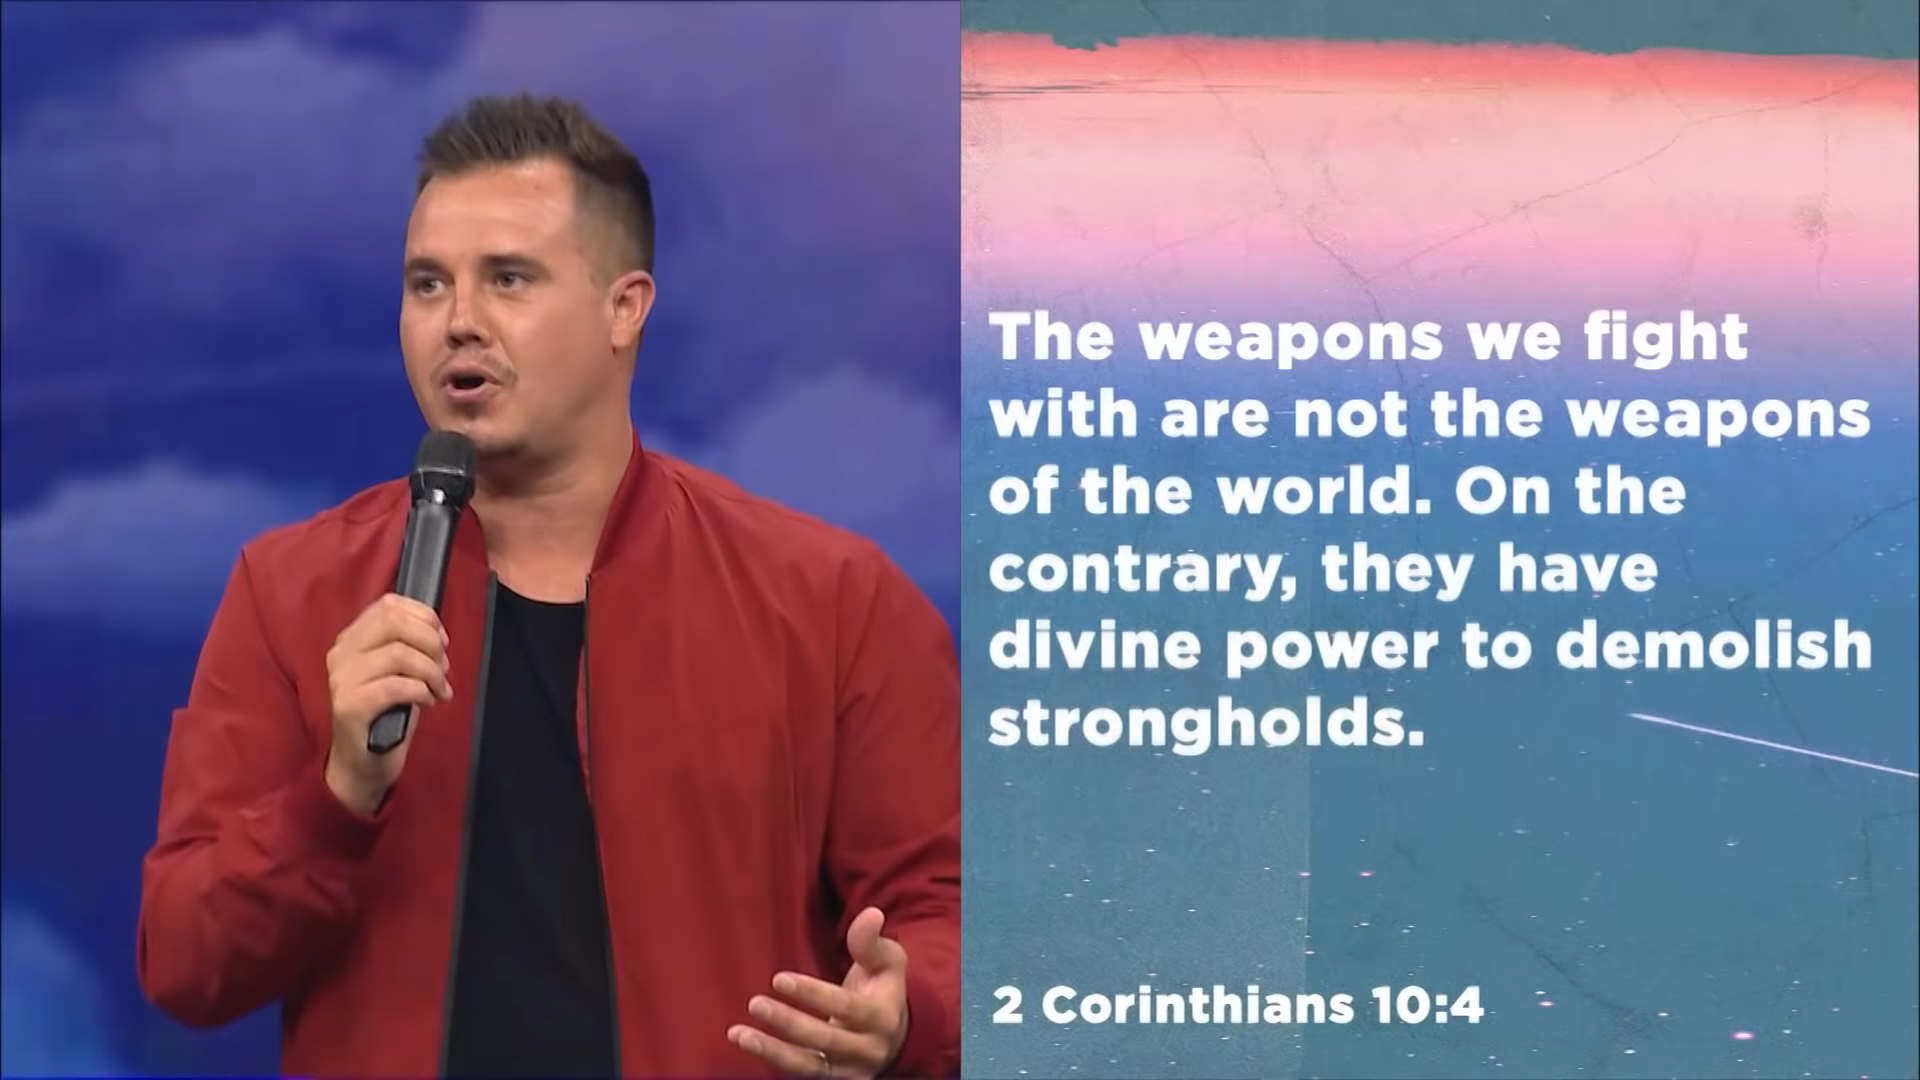 The weapons we fight
with are not the weapons
of the world. On the
contrary, they have
divine power to demolish
strongholds.
2 Corinthians 10:4